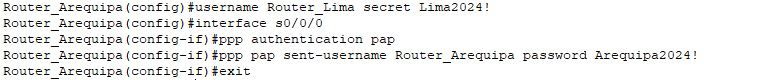 Router_Arequipa(config)#username Router_Lima secret Lima2024!
Router_Arequipa(config)#interface s0/0/0
Router_Arequipa(config-if)#ppp authentication pap
Router_Arequipa(config-if)#ppp pap sent-username Router_Arequipa password Arequipa2024!
Router_Arequipa(config-if)#exit